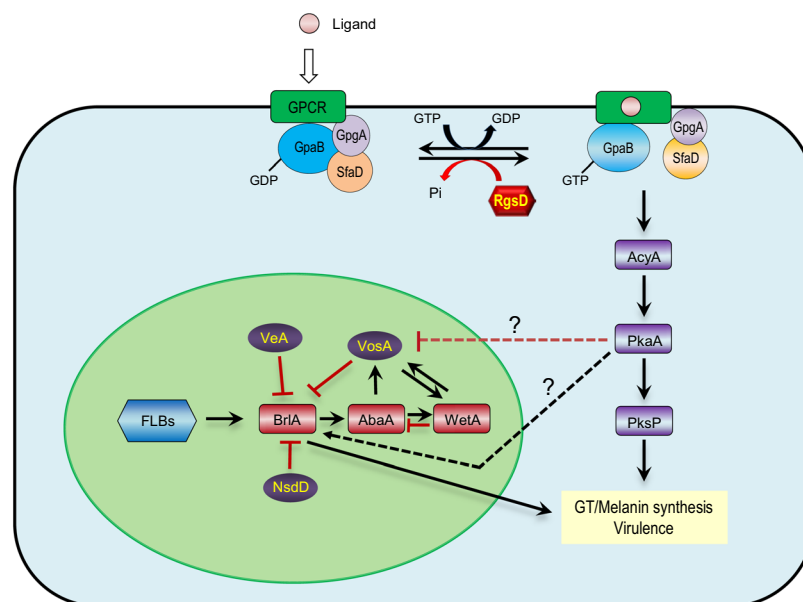 Ligand
GPCR
GpaB
GpgA
SfaD
GDP
GTP
GDP
Pi
RgsD
GpaB
GpgA
SfaD
GTP
AcyA
PkaA
PksP
GT/Melanin synthesis
Virulence
?
?
VeA
VosA
FLBs
BrlA
AbaA
WetA
NsdD